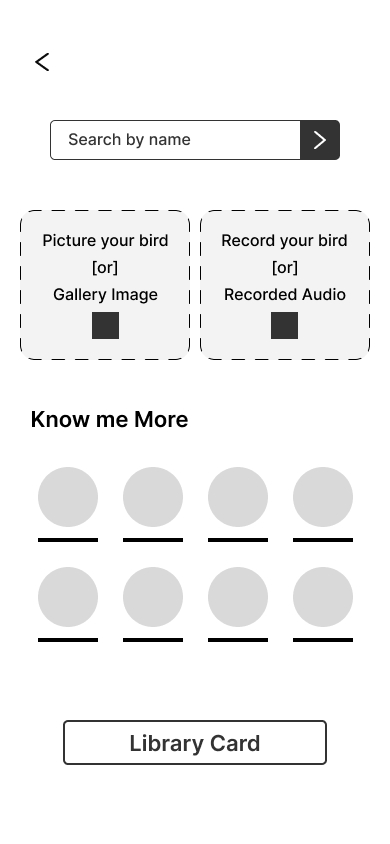 Search by name
Picture your bird
[or]
Gallery Image
Record your bird
[or]
Recorded Audio
Know me More
Library Card